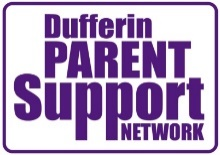 Dufferin
PARENT
Support
NETWORK